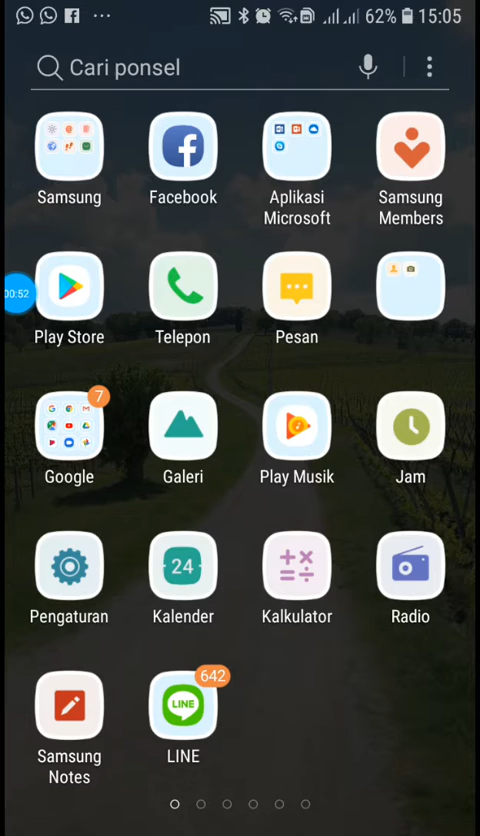 62% 15:05
Cari ponsel
Samsung
Facebook
Aplikasi
Microsoft
Samsung
Members
00:52
Play Store
Telepon
Pesan
7
Google
Galeri
Play Musik
Jam
24
Pengaturan
Kalender
Kalkulator
Radio
642
LINE
Samsung
Notes
LINE